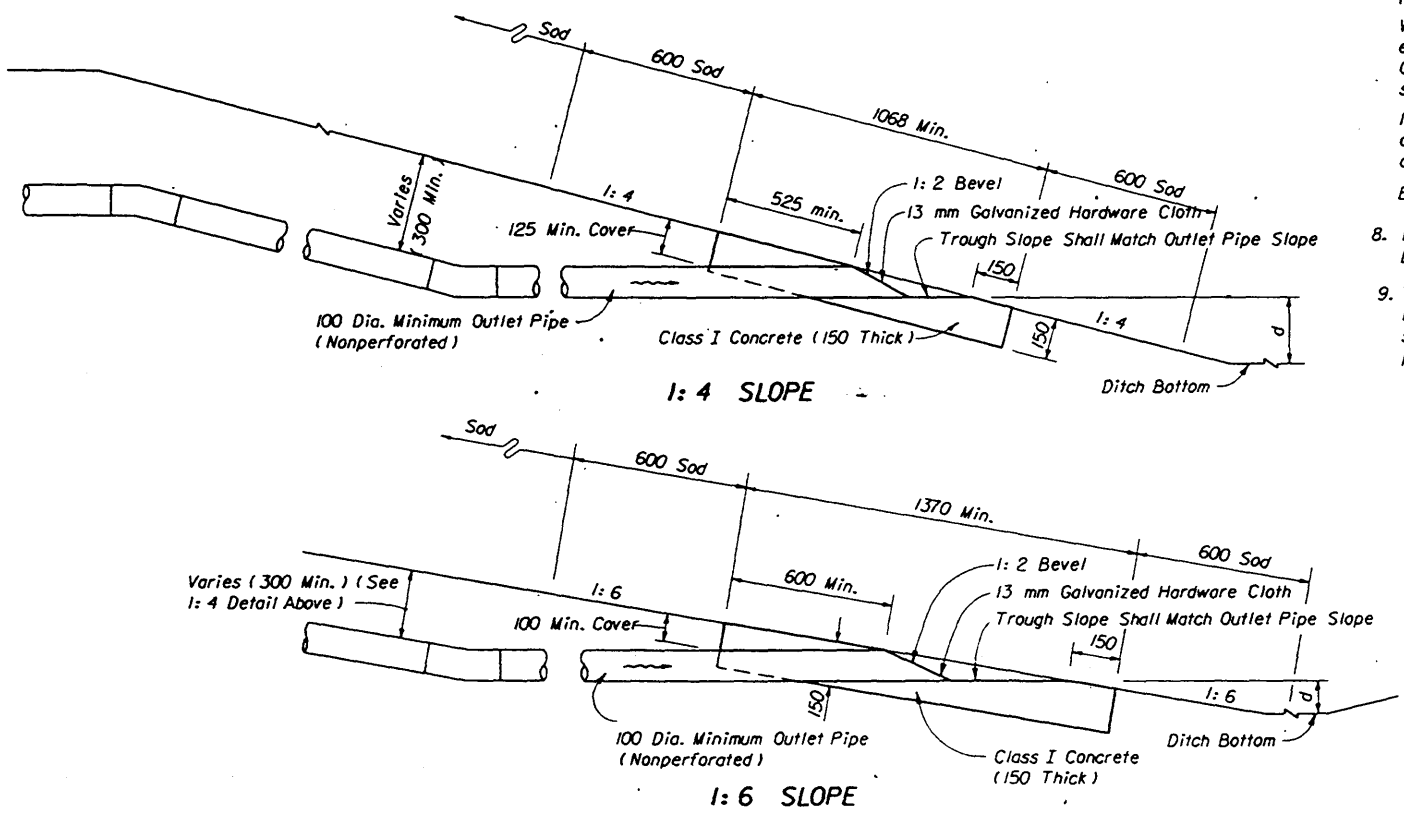 Sod
600 Sod
1068 Min.
600 Sod
Varies
( 300 Min. )
1: 4
525 min.
1: 2 Bevel
13 mm Galvanized Hardware Cloth
125 Min. Cover
Trough Slope Shall Match Outlet Pipe Slope
150
100 Dia. Minimum Outlet Pipe
( Nonperforated )
Class I Concrete ( 150 Thick )
150
1: 4
d
Ditch Bottom
1: 4 SLOPE
8.
9.
Sod
600 Sod
1370 Min.
600 Sod
Varies ( 300 Min. ) ( See
1: 4 Detail Above )
1: 6
600 Min.
1: 2 Bevel
13 mm Galvanized Hardware Cloth
100 Min. Cover
Trough Slope Shall Match Outlet Pipe Slope
150
150
1: 6
d
100 Dia. Minimum Outlet Pipe
( Nonperforated )
Class I Concrete
( 150 Thick )
Ditch Bottom
1: 6 SLOPE